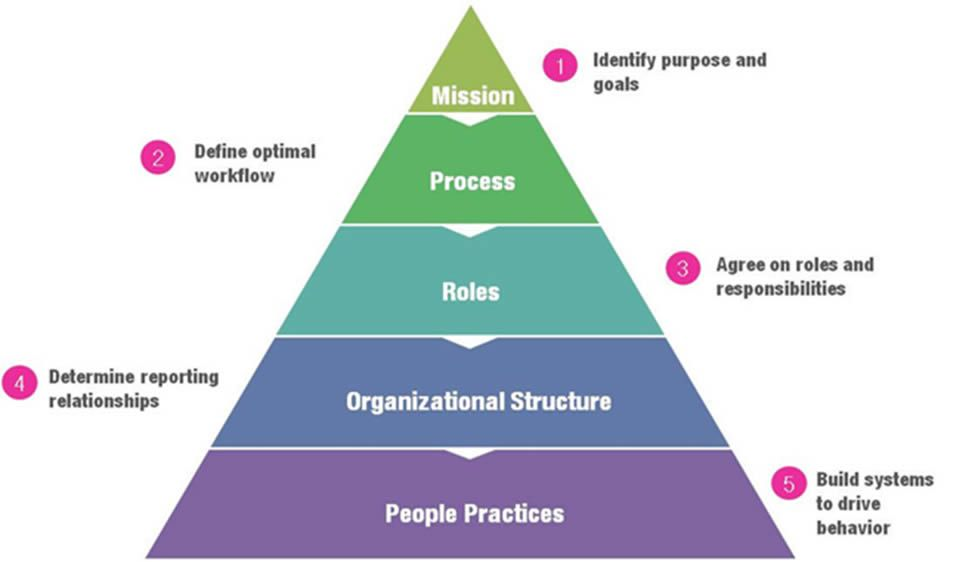 1
Identify purpose and
goals
Mission
2
Define optimal
workflow
Process
3
Agree on roles and
responsibilities
Roles
4
Determine reporting
relationships
Organizational Structure
5
Build systems
to drive
behavior
People Practices